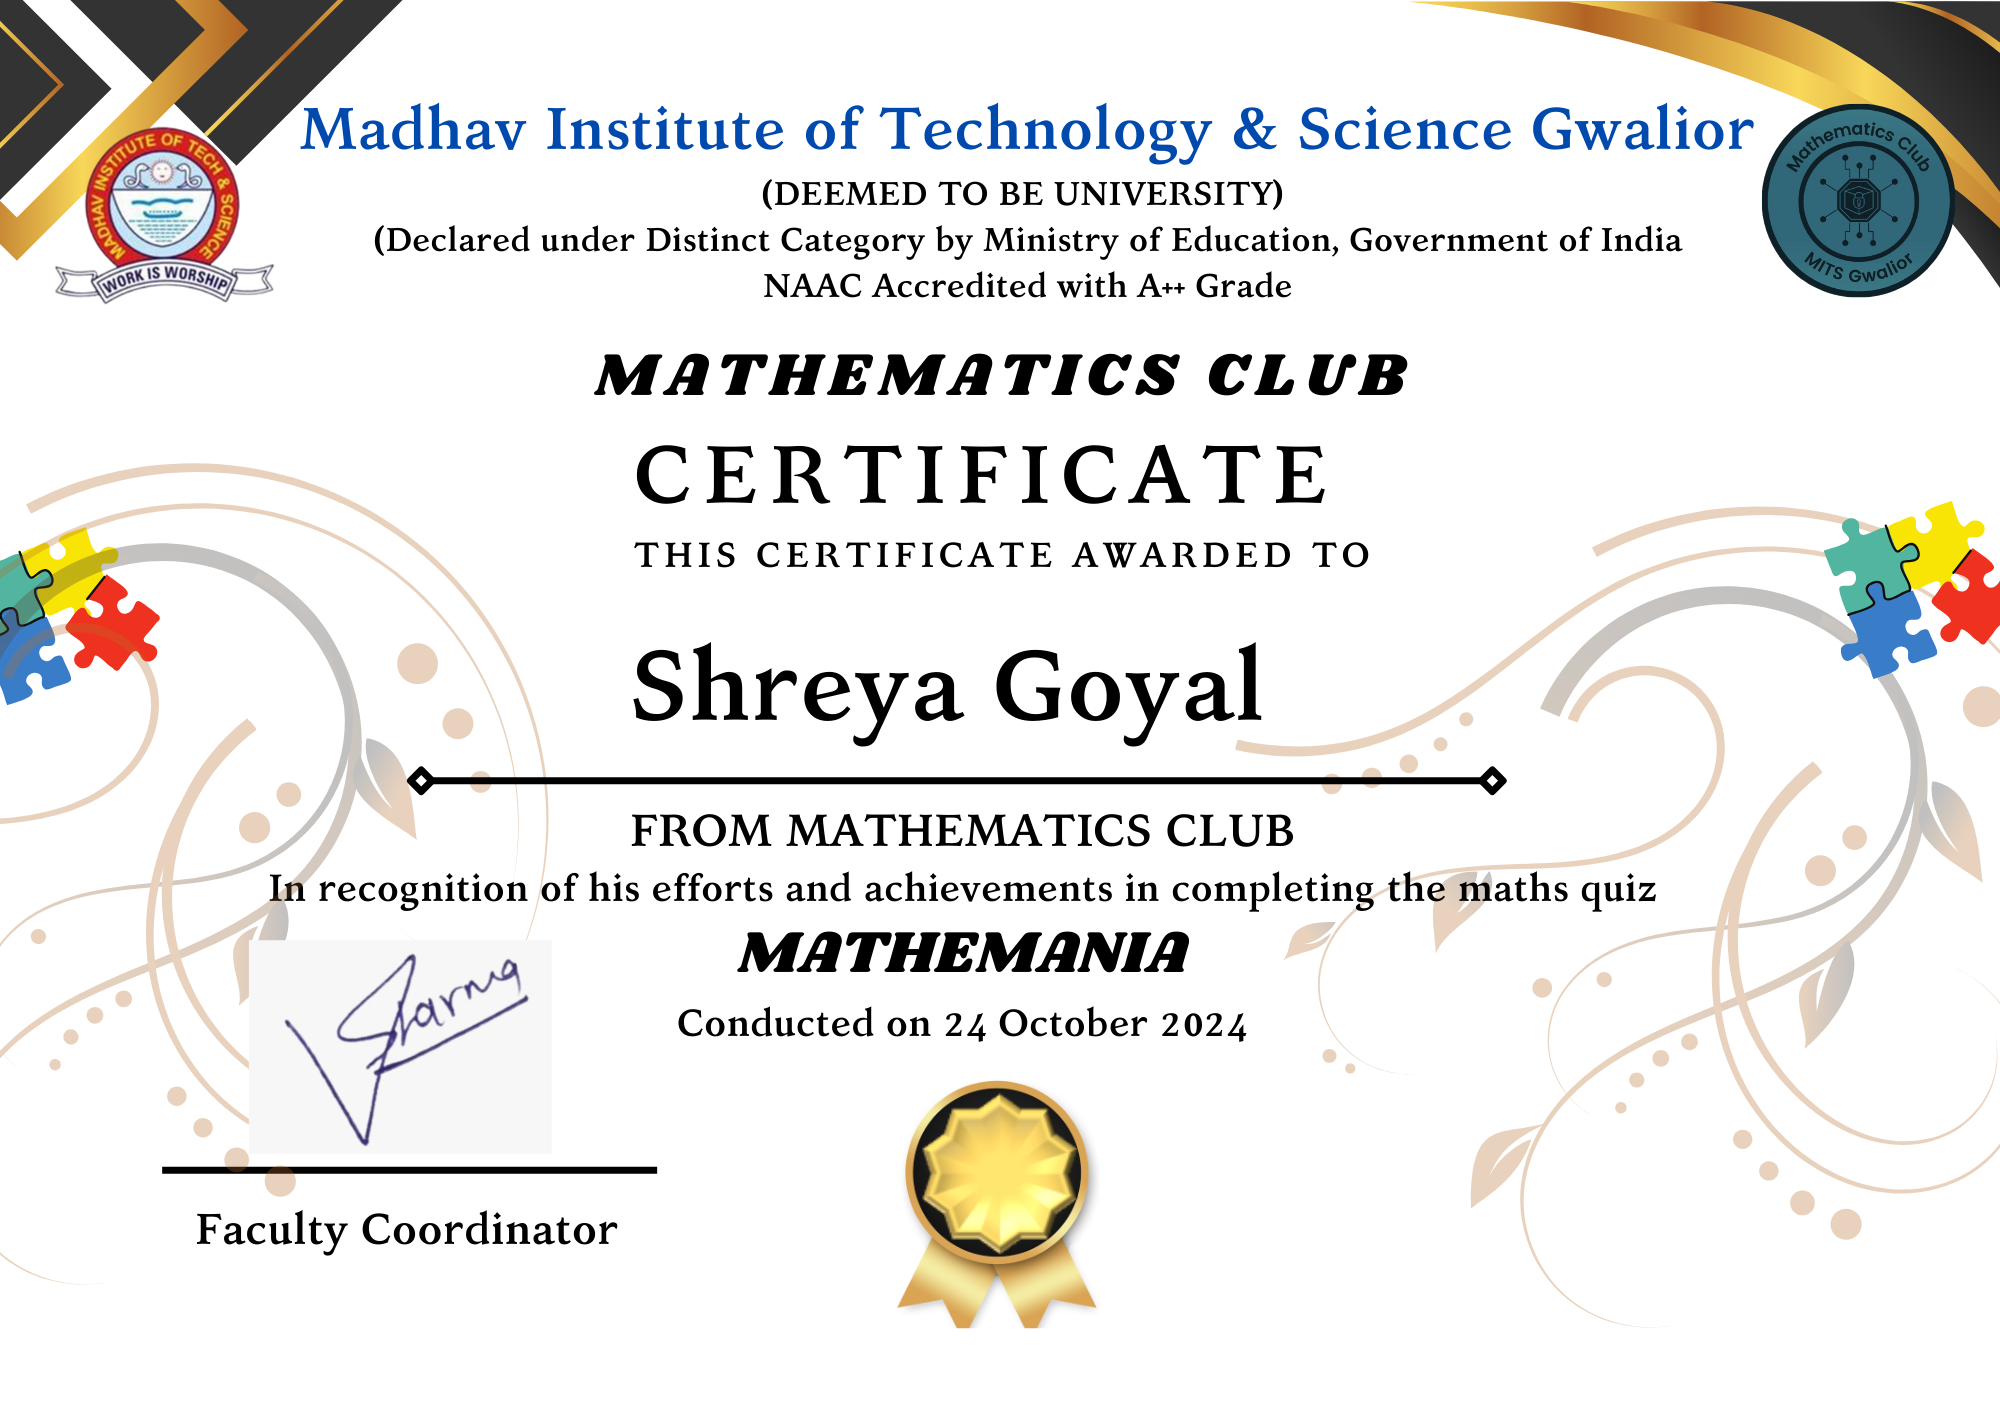 Madhav Institute of Technology & Science Gwalior
(DEEMED TO BE UNIVERSITY)
(Declared under Distinct Category by Ministry of Education, Government of India
NAAC Accredited with A++ Grade
MADHAV INSTITUTE OF TECH & SCIENCE
WORK IS WORSHIP
Mathematics Club
MITS Gwalior
MATHEMATICS CLUB
CERTIFICATE
THIS CERTIFICATE AWARDED TO
Shreya Goyal
FROM MATHEMATICS CLUB
In recognition of his efforts and achievements in completing the maths quiz
MATHEMANIA
Conducted on 24 October 2024
VSharma
Faculty Coordinator